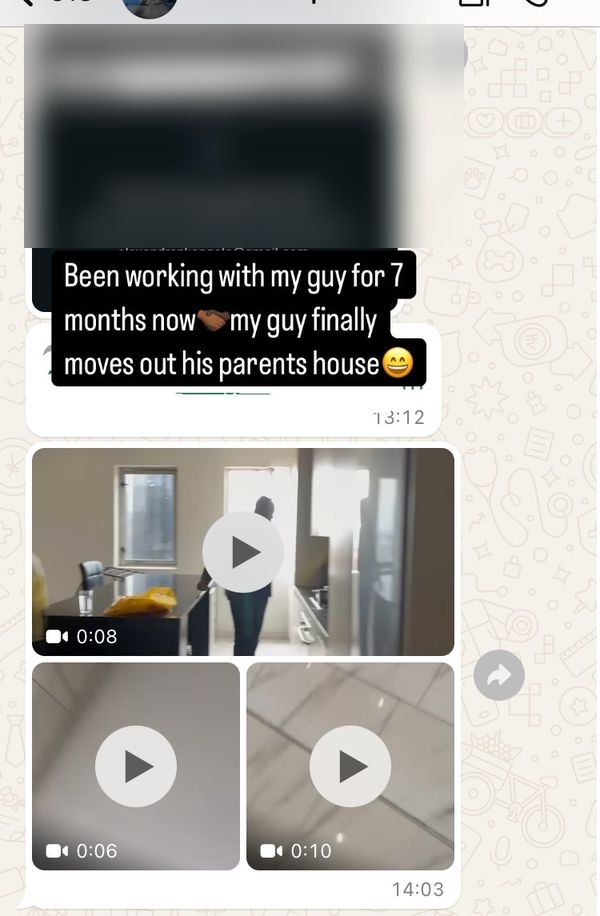 Been working with my guy for 7
months now🤝🏾my guy finally
moves out his parents house😄
13:12
0:08
0:06
0:10
14:03